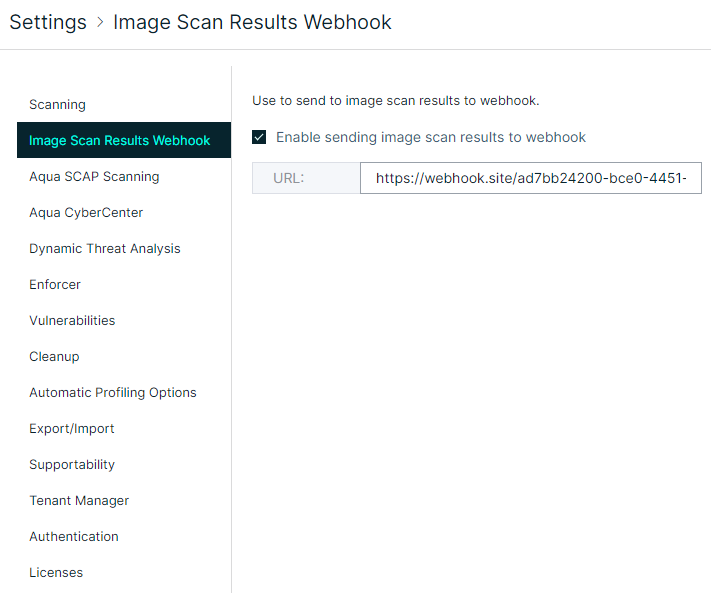 Settings > Image Scan Results Webhook
Scanning
Image Scan Results Webhook
Aqua SCAP Scanning
Aqua CyberCenter
Dynamic Threat Analysis
Enforcer
Vulnerabilities
Cleanup
Automatic Profiling Options
Export/Import
Supportability
Tenant Manager
Authentication
Licenses
Use to send to image scan results to webhook.
Enable sending image scan results to webhook
URL: https://webhook.site/ad7bb24200-bce0-4451-